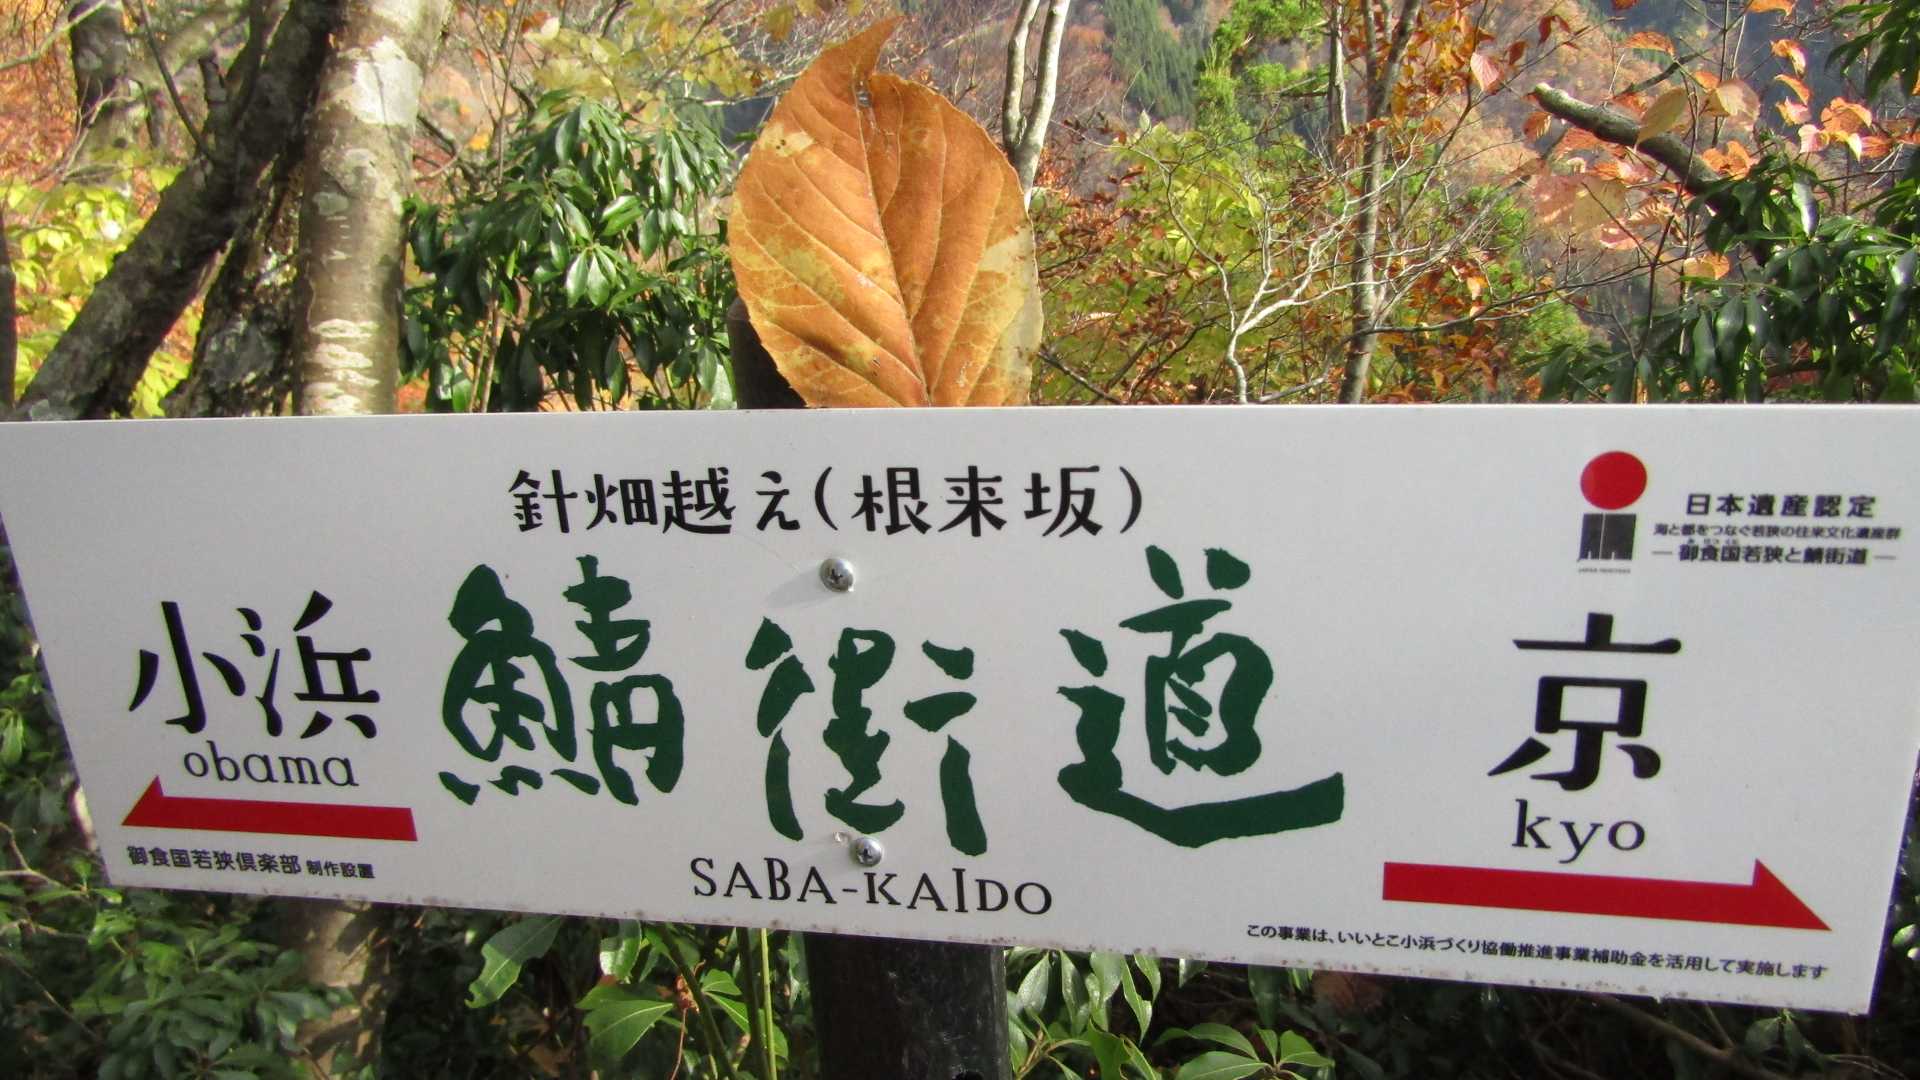 針畑越え(根来坂)
日本遺産認定
海と都をつなぐ若狭の往来文化遺産群
─ 御食国若狭と鯖街道 ─
小浜
obama
鯖街道
SABA-KAIDO
京
kyo
御食国若狭倶楽部 制作設置
この事業は、いいとこ小浜づくり協働推進事業補助金を活用して実施します